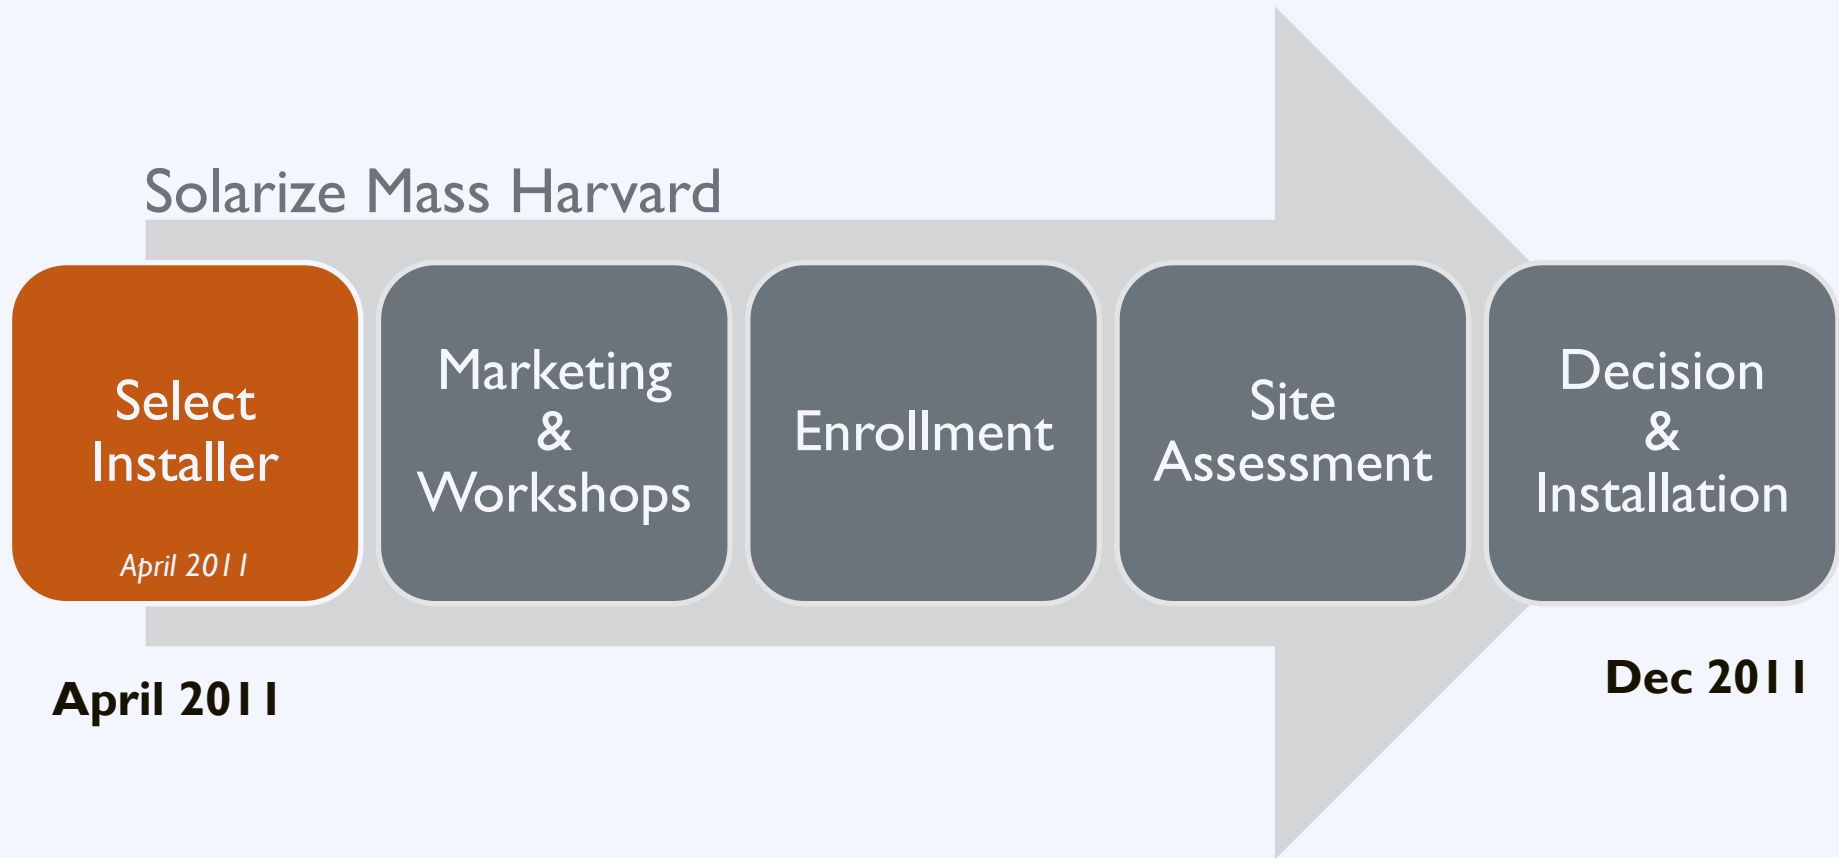 Solarize Mass Harvard
Select
Installer
April 2011
Marketing
&
Workshops
Enrollment
Site
Assessment
Decision
&
Installation
April 2011
Dec 2011